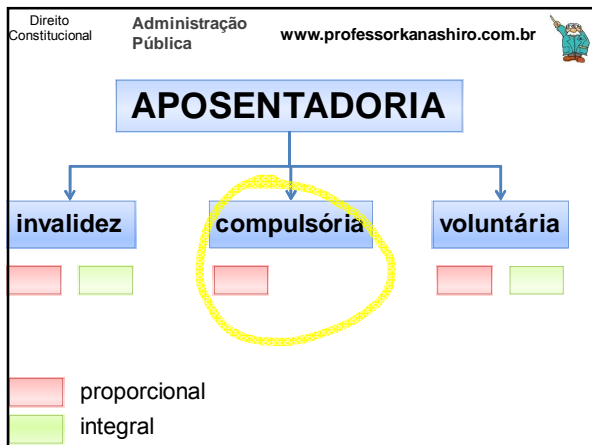 Direito
Constitucional
Administração
Pública
www.professorkanashiro.com.br
APOSENTADORIA
invalidez
compulsória
voluntária
proporcional
integral